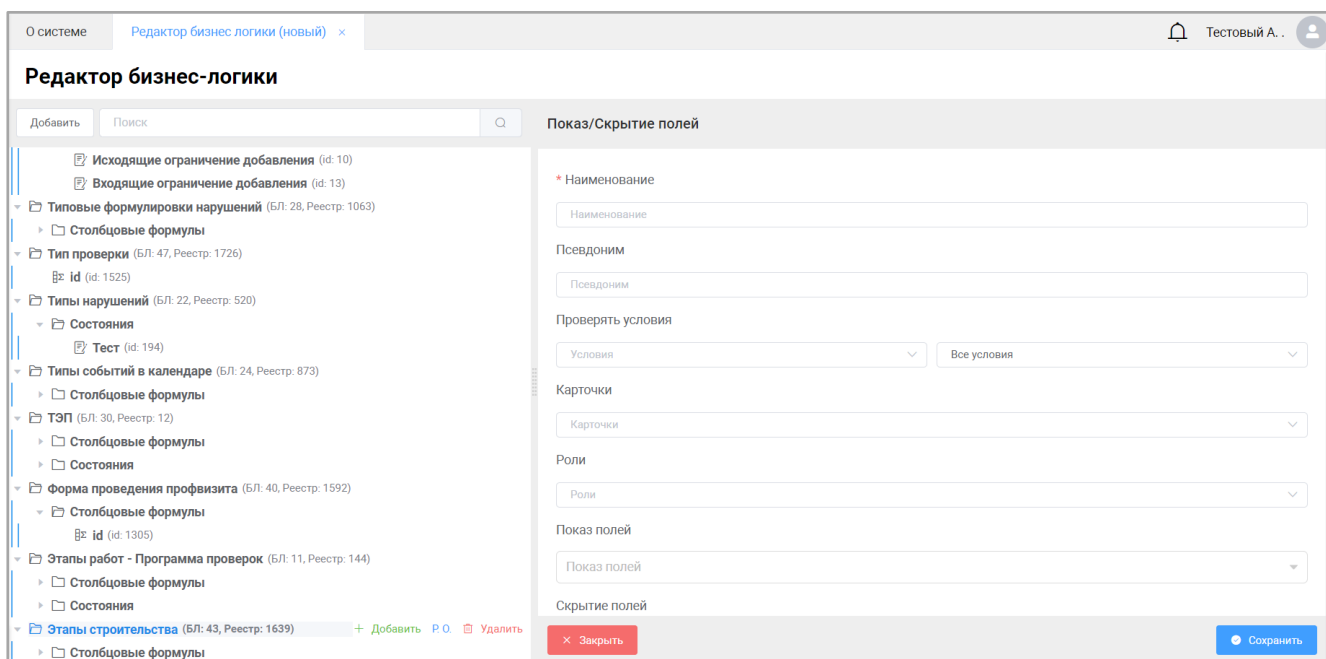 О системе
Редактор бизнес логики (новый) ×
Тестовый А. .
Редактор бизнес-логики
Добавить
Поиск
Исходящие ограничение добавления (id: 10)
Входящие ограничение добавления (id: 13)
Типовые формулировки нарушений (БЛ: 28, Реестр: 1063)
Столбцовые формулы
Тип проверки (БЛ: 47, Реестр: 1726)
id (id: 1525)
Типы нарушений (БЛ: 22, Реестр: 520)
Состояния
Тест (id: 194)
Типы событий в календаре (БЛ: 24, Реестр: 873)
Столбцовые формулы
ТЭП (БЛ: 30, Реестр: 12)
Столбцовые формулы
Состояния
Форма проведения профвизита (БЛ: 40, Реестр: 1592)
Столбцовые формулы
id (id: 1305)
Этапы работ - Программа проверок (БЛ: 11, Реестр: 144)
Столбцовые формулы
Состояния
Этапы строительства (БЛ: 43, Реестр: 1639) + Добавить Р. О. Удалить
Столбцовые формулы
Показ/Скрытие полей
* Наименование
Наименование
Псевдоним
Псевдоним
Проверять условия
Условия
Все условия
Карточки
Карточки
Роли
Роли
Показ полей
Показ полей
Скрытие полей
× Закрыть
Сохранить